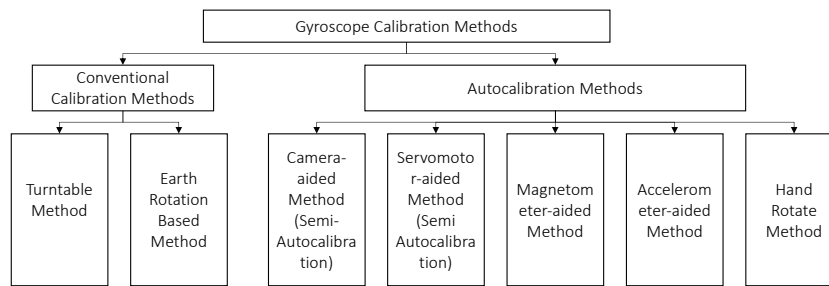 Gyroscope Calibration Methods
Conventional
Calibration Methods
Autocalibration Methods
Turntable
Method
Earth
Rotation
Based
Method
Camera-
aided
Method
(Semi-
Autocalibra
tion)
Servomoto
r-aided
Method
(Semi
Autocalibra
tion)
Magnetom
eter-aided
Method
Accelerom
eter-aided
Method
Hand
Rotate
Method